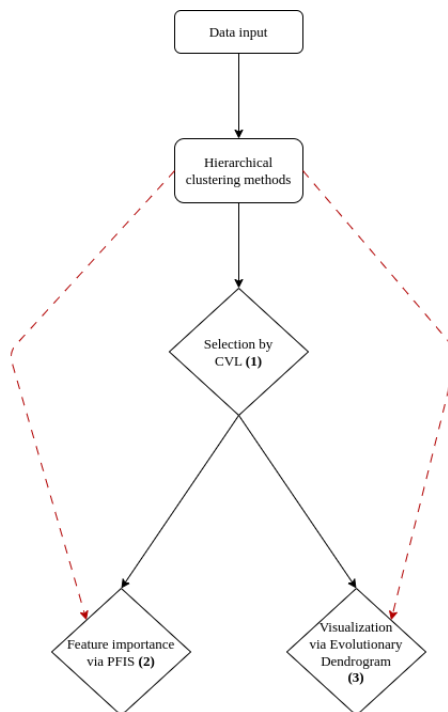 Data input
Hierarchical
clustering methods
Selection by
CVL (1)
Feature importance
via PFIS (2)
Visualization
via Evolutionary
Dendrogram
(3)